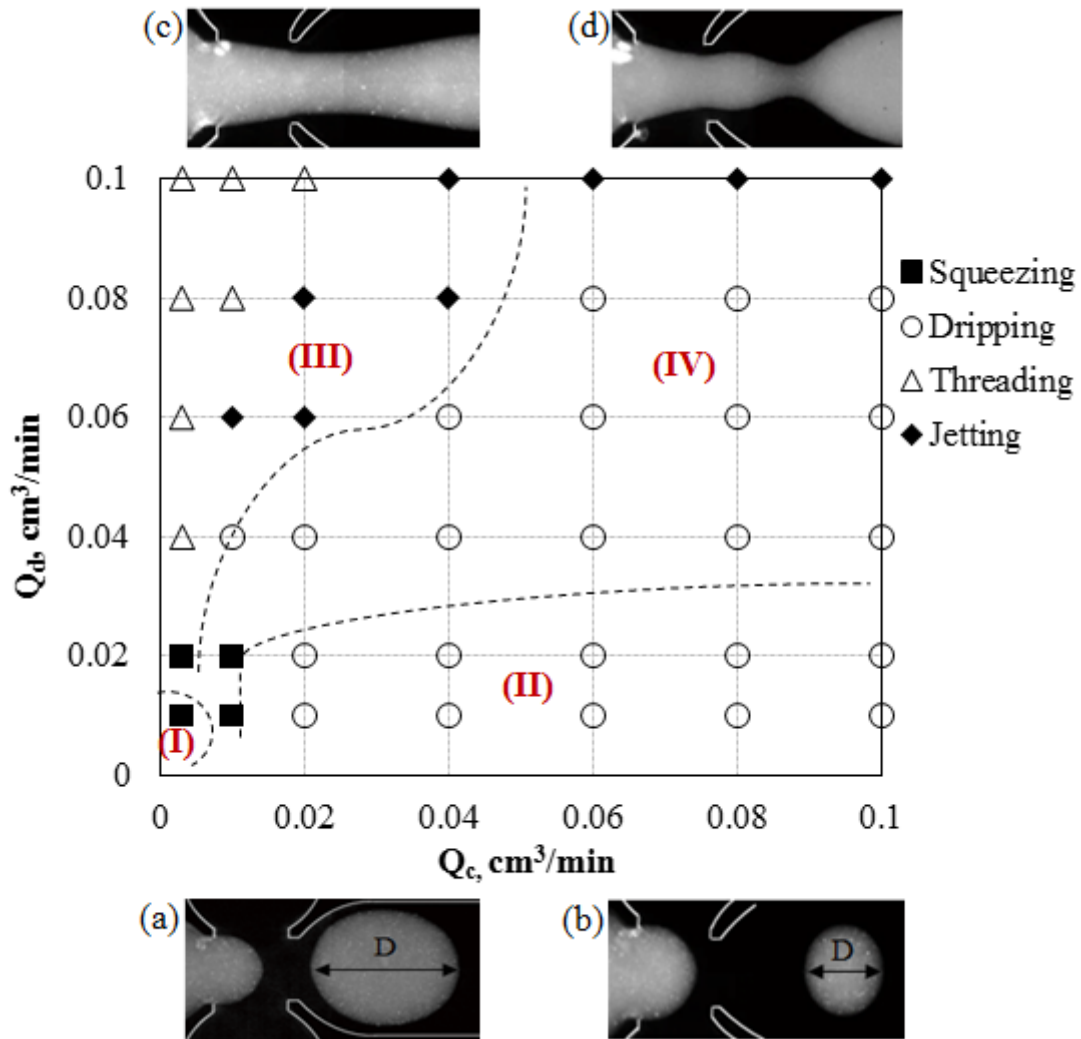 (c)
(d)
0.1
0.08
0.06
0.04
0.02
0
Qd, cm³/min
(III)
(IV)
(II)
(I)
Squeezing
Dripping
Threading
Jetting
0 0.02 0.04 0.06 0.08 0.1
Qc, cm³/min
(a)
D
(b)
D